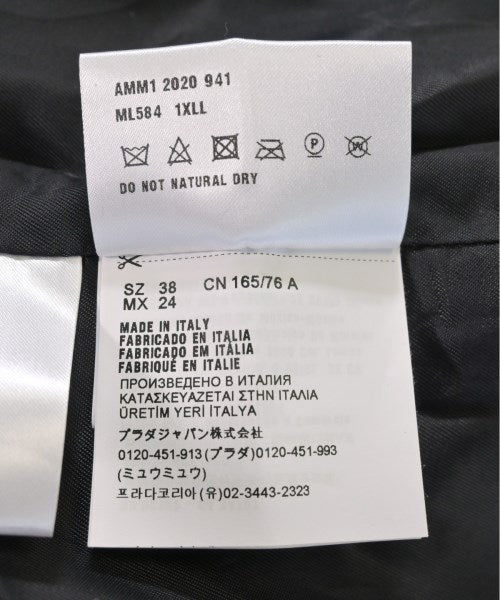 AMM1 2020 941
ML584 1XLL
P
W
DO NOT NATURAL DRY
SZ 38 CN 165/76 A
MX 24
MADE IN ITALY
FABRICADO EN ITALIA
FABRICADO EM ITÁLIA
FABRIQUÉ EN ITALIE
ПРОИЗВЕДЕНО В ИТАЛИЯ
ΚΑΤΑΣΚΕΥΑΖΕΤΑΙ ΣΤΗΝ ΙΤΑΛΙΑ
ÜRETİM YERİ İTALYA
プラダジャパン株式会社
0120-451-913 (プラダ) 0120-451-993
(ミュウミュウ)
프라다코리아(유)02-3443-2323